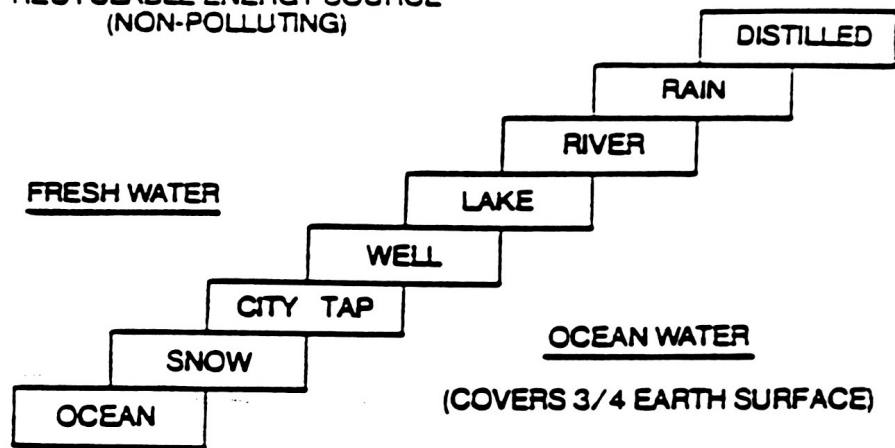 (NON-POLLUTING)
DISTILLED
RAIN
RIVER
FRESH WATER
LAKE
WELL
CITY TAP
OCEAN WATER
SNOW
(COVERS 3/4 EARTH SURFACE)
OCEAN